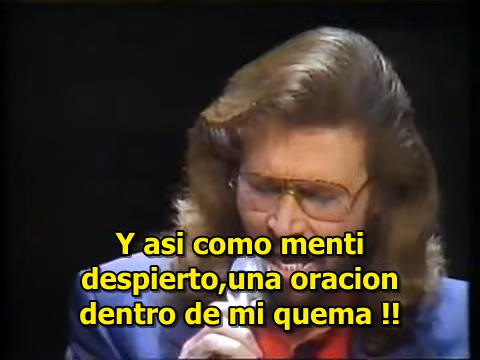 Y asi como menti
despierto,una oracion
dentro de mi quema !!